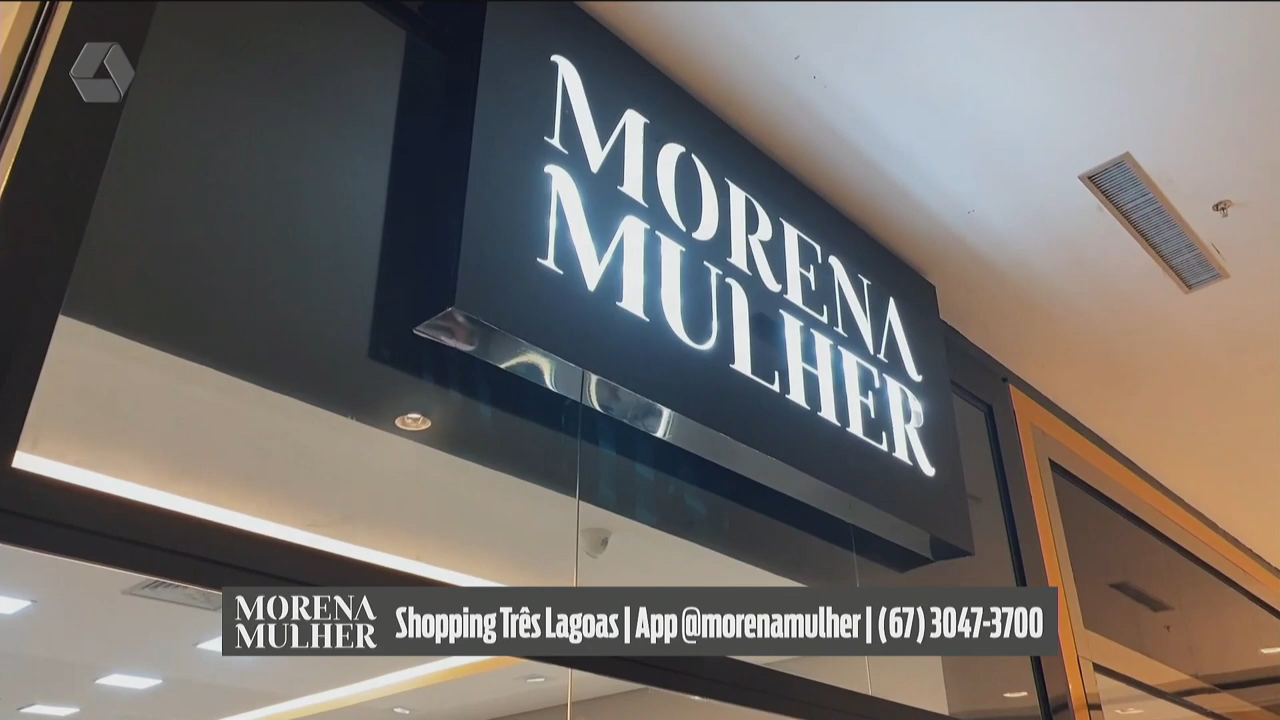 MORENA
MULHER
MORENA
MULHER
Shopping Três Lagoas | App @morenamulher | (67) 3047-3700